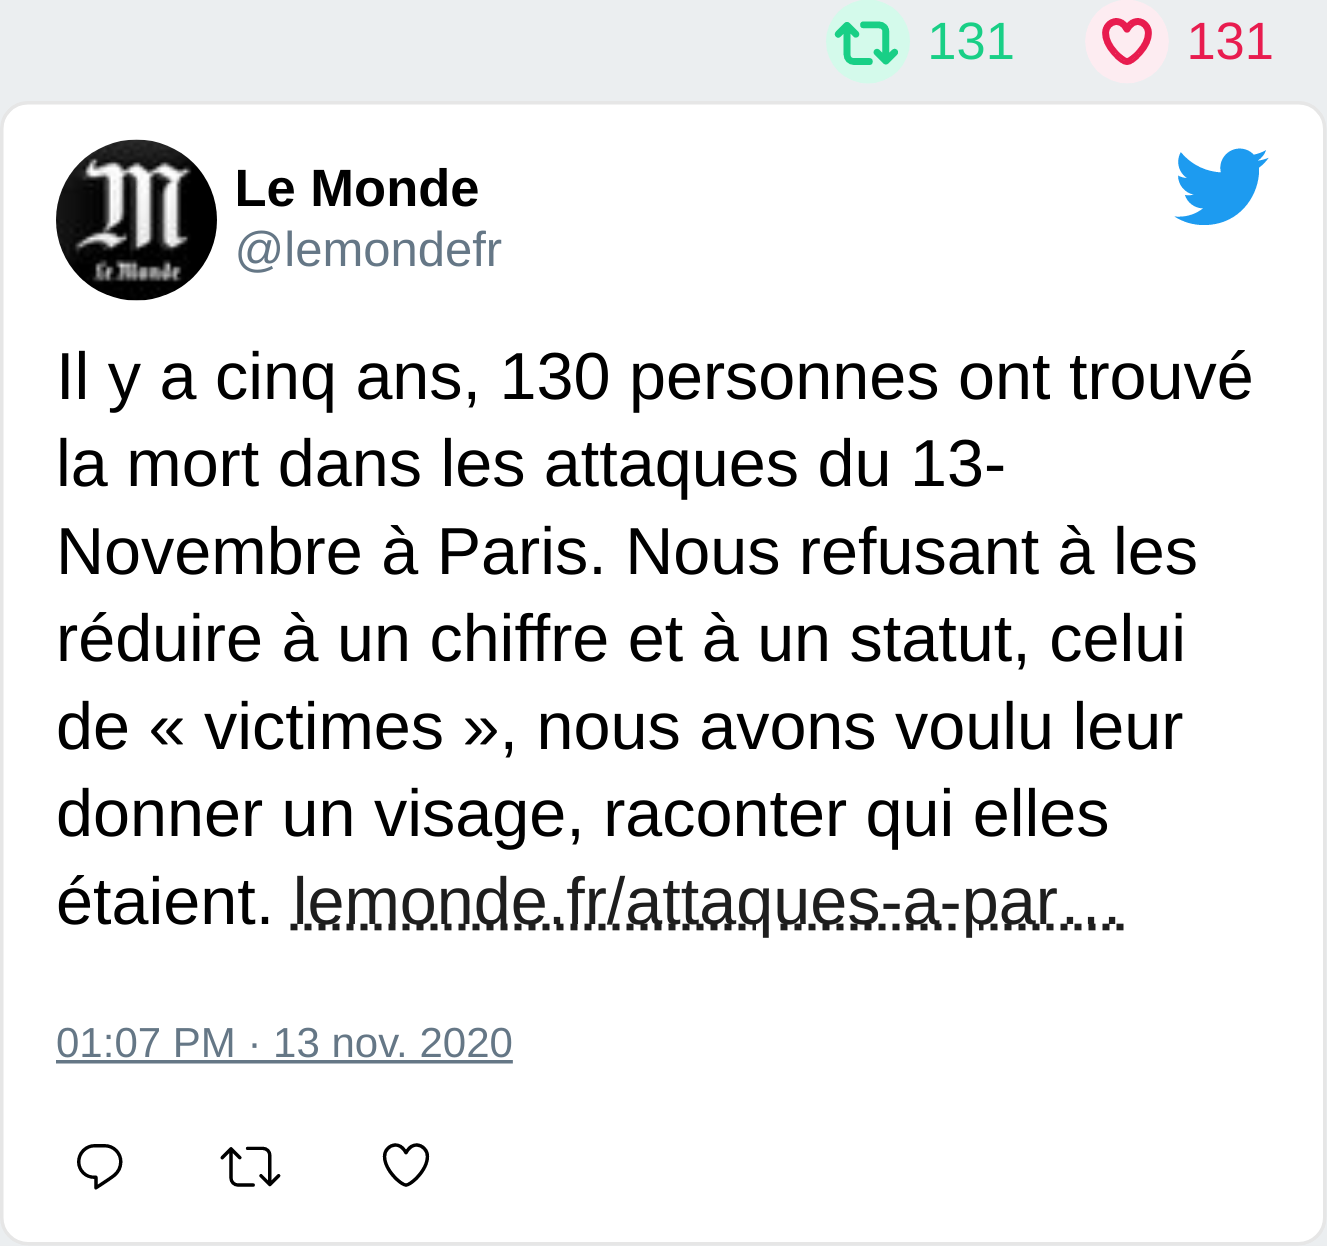 131 131
Le Monde
Le Monde
@lemondefr
Il y a cinq ans, 130 personnes ont trouvé
la mort dans les attaques du 13-
Novembre à Paris. Nous refusant à les
réduire à un chiffre et à un statut, celui
de « victimes », nous avons voulu leur
donner un visage, raconter qui elles
étaient. lemonde.fr/attaques-a-par…
01:07 PM · 13 nov. 2020